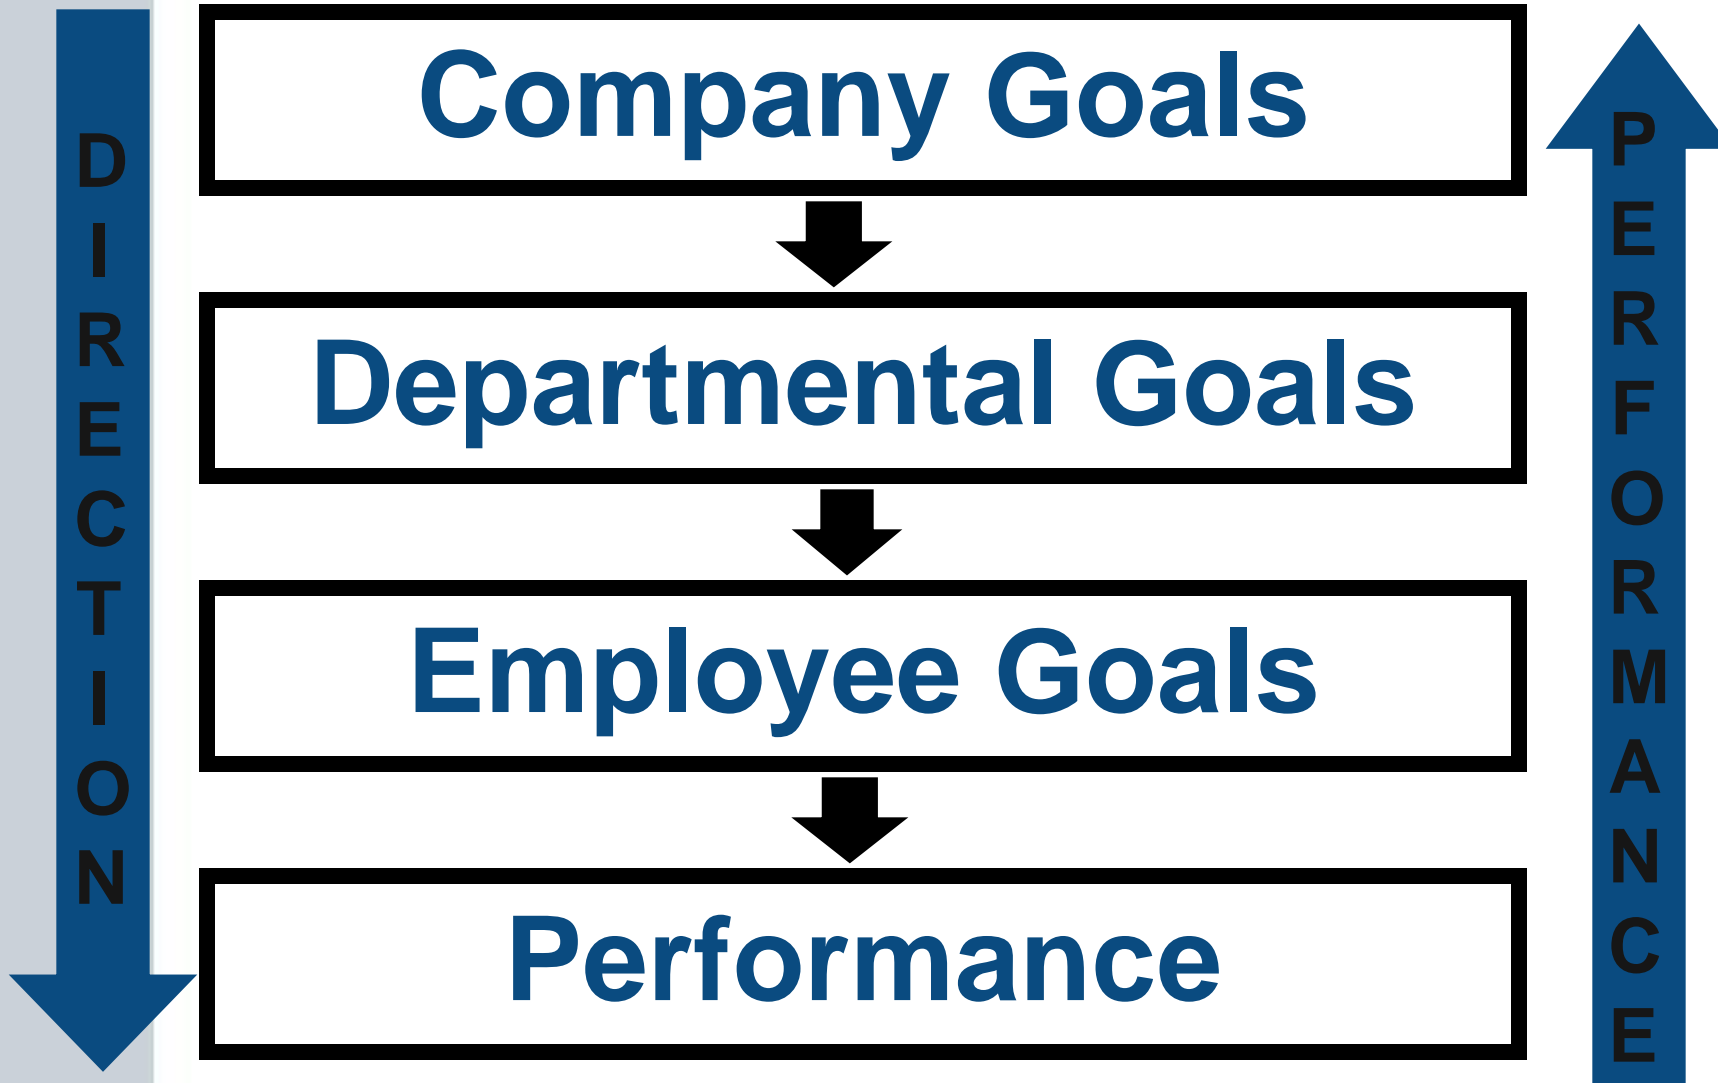 DIRECTION
Company Goals
Departmental Goals
Employee Goals
Performance
PERFORMANCE